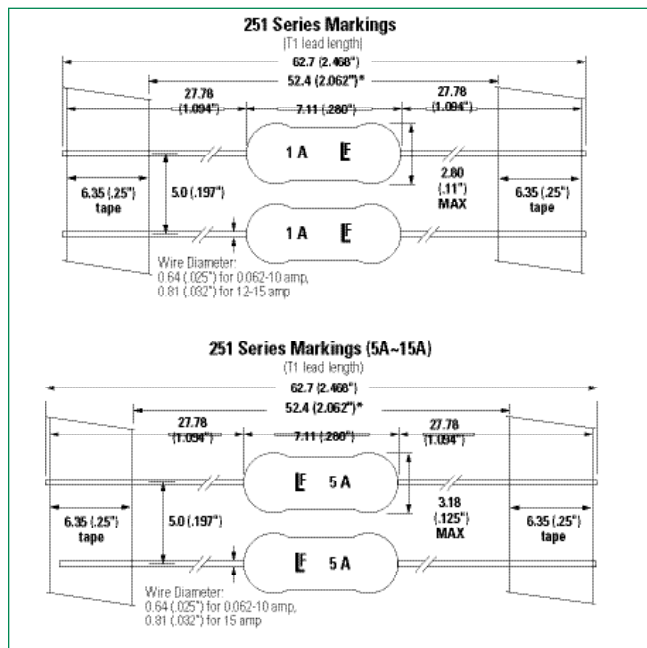 251 Series Markings
(T1 lead length)
62.7 (2.468")
52.4 (2.062")*
27.78
(1.094")
7.11 (.280")
27.78
(1.094")
1 A LF
6.35 (.25")
tape
5.0 (.197")
2.80
(.11")
MAX
6.35 (.25")
tape
1 A LF
Wire Diameter:
0.64 (.025") for 0.062-10 amp,
0.81 (.032") for 12-15 amp
251 Series Markings (5A~15A)
(T1 lead length)
62.7 (2.468")
52.4 (2.062")*
27.78
(1.094")
7.11 (.280")
27.78
(1.094")
LF 5 A
6.35 (.25")
tape
5.0 (.197")
3.18
(.125")
MAX
6.35 (.25")
tape
LF 5 A
Wire Diameter:
0.64 (.025") for 0.062-10 amp,
0.81 (.032") for 15 amp